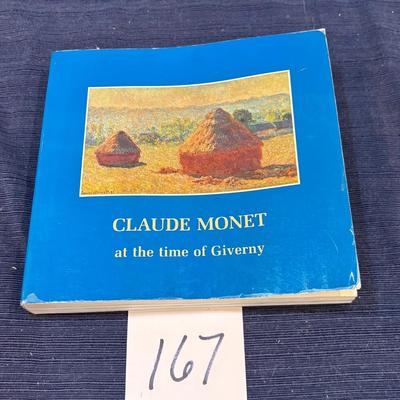 CLAUDE MONET
at the time of Giverny
167